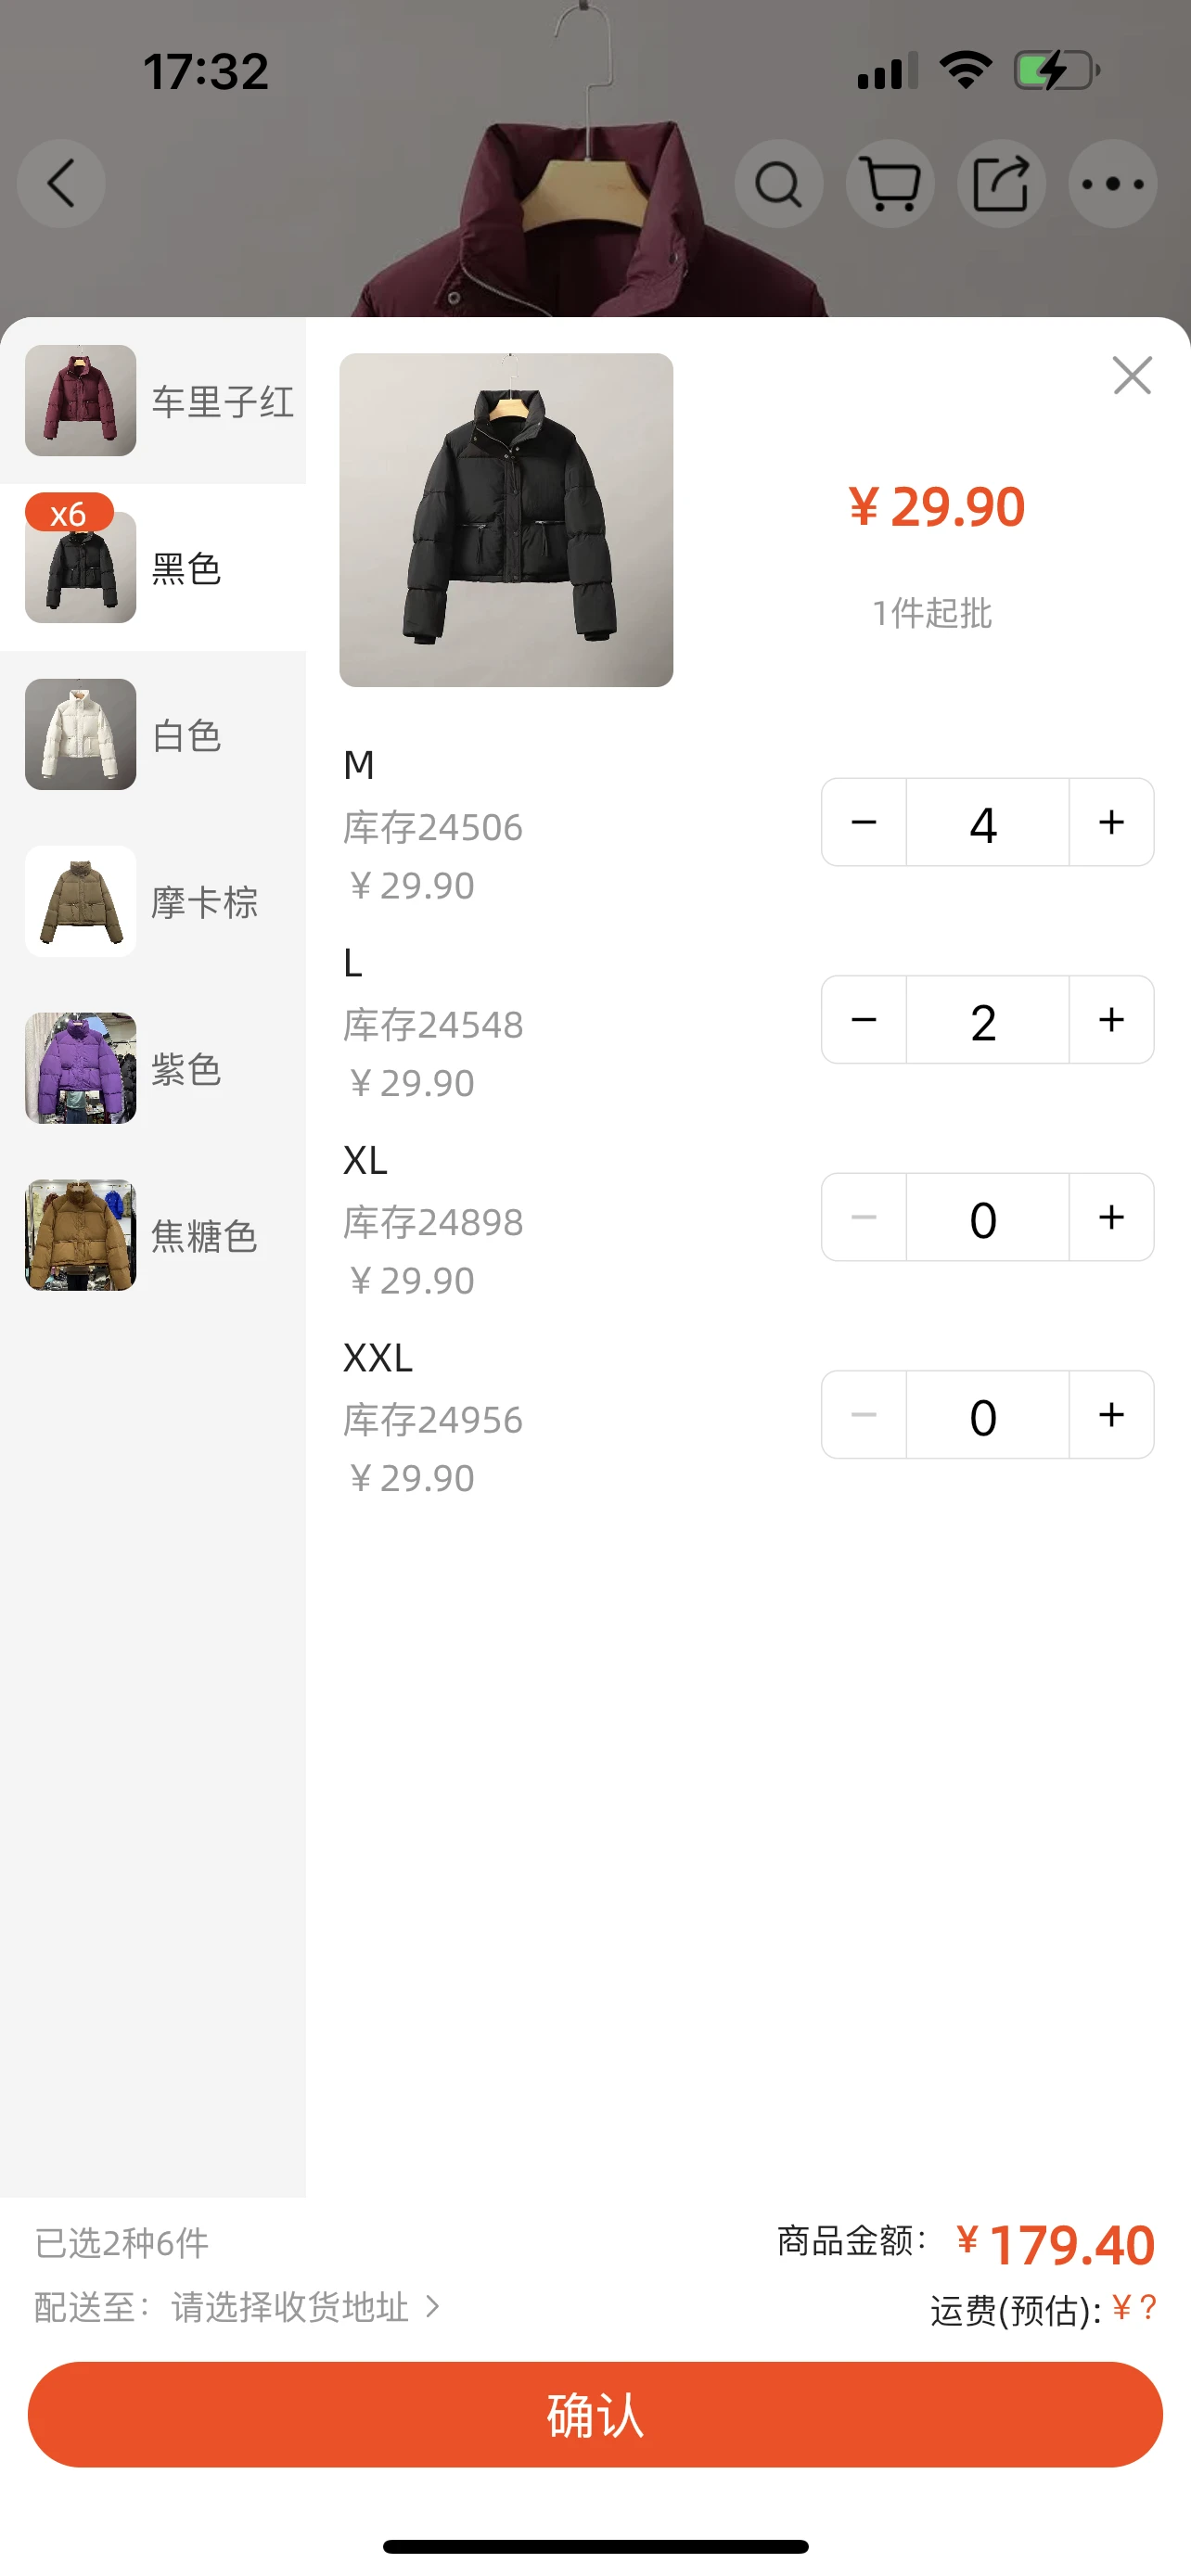 17:32
车里子红
x6
黑色
白色
摩卡棕
紫色
焦糖色
¥ 29.90
1件起批
M
库存24506
¥ 29.90
4
L
库存24548
¥ 29.90
2
XL
库存24898
¥ 29.90
0
XXL
库存24956
¥ 29.90
0
已选2种6件
商品金额： ¥ 179.40
配送至：请选择收货地址
运费(预估): ¥ ?
确认